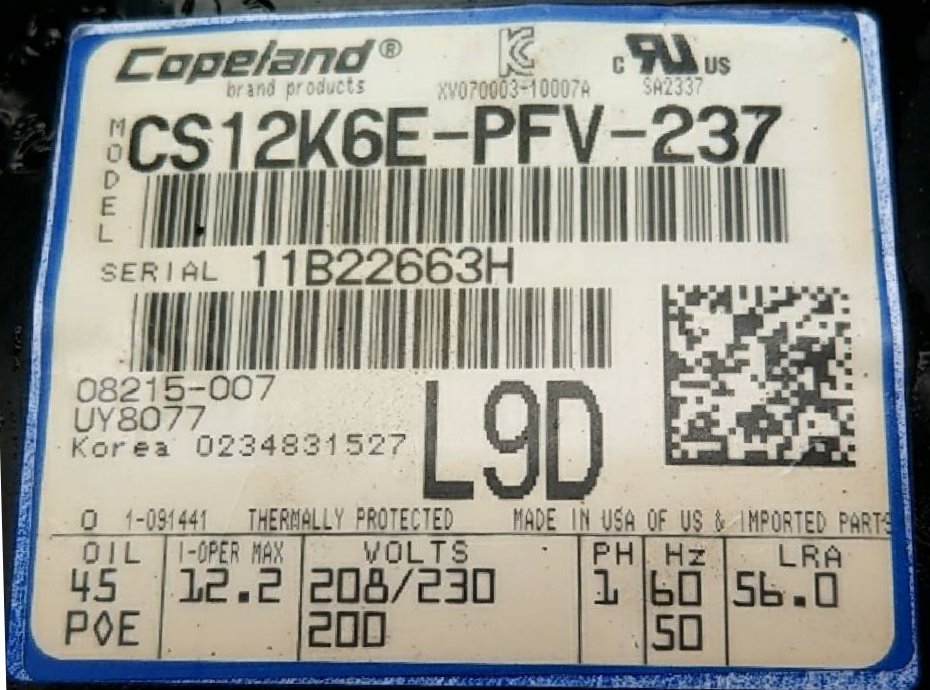 Copeland®
brand products
XV070003-10007A
C RU US
SA2337
MODEL
CS12K6E-PFV-237
SERIAL 11B22663H
08215-007
UY8077
Korea 0234831527
L9D
O 1-091441 THERMALLY PROTECTED MADE IN USA OF US & IMPORTED PARTS
OIL I-OPER MAX VOLTS PH Hz LRA
45 12.2 208/230 1 60 56.0
POE 200 50